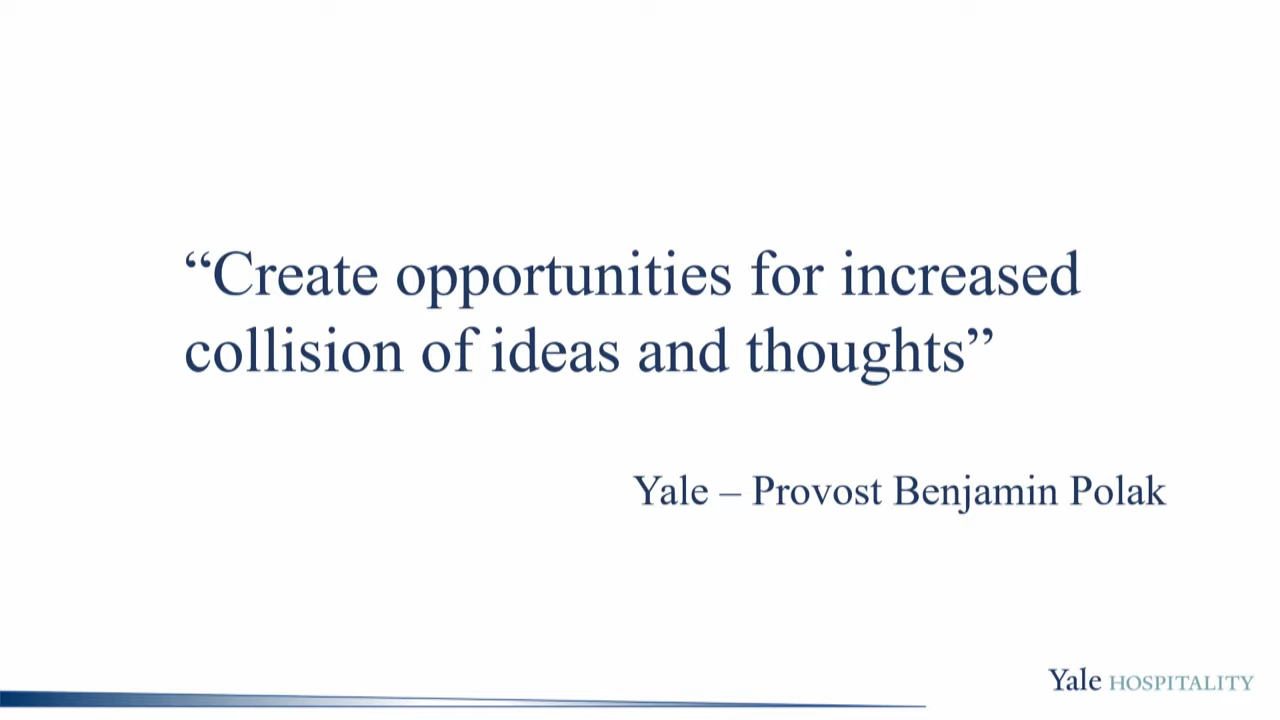 “Create opportunities for increased
collision of ideas and thoughts”
Yale – Provost Benjamin Polak
Yale HOSPITALITY